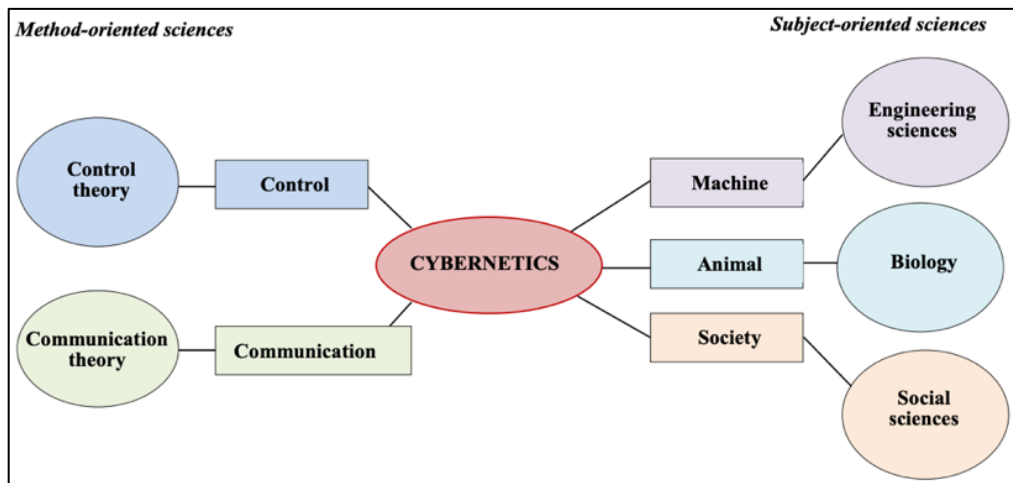 Method-oriented sciences
Subject-oriented sciences
Control
theory
Control
Communication
theory
Communication
CYBERNETICS
Machine
Engineering
sciences
Animal
Biology
Society
Social
sciences